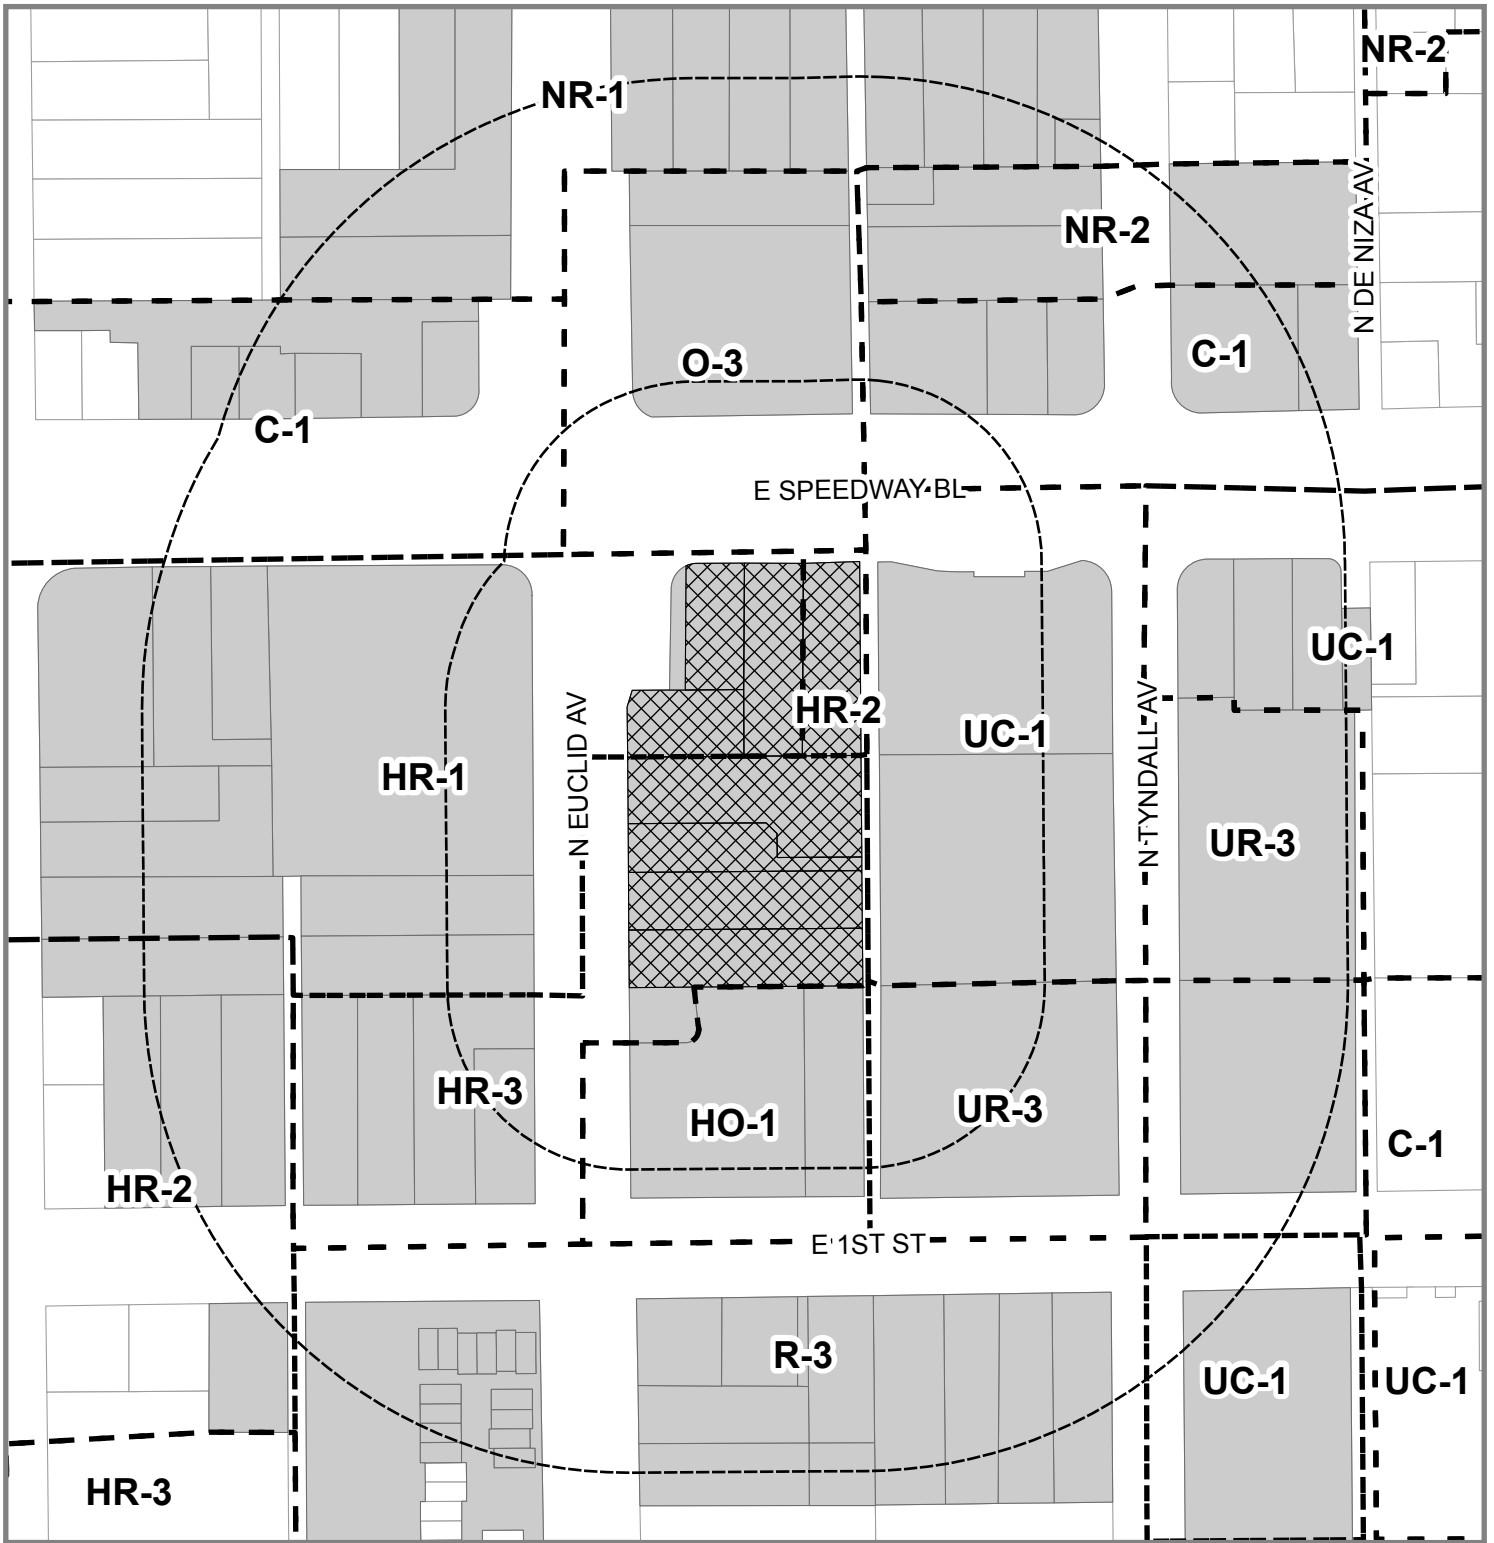 NR-2
NR-1
N DE NIZA AV
NR-2
O-3
C-1
C-1
E SPEEDWAY BL
UC-1
HR-2
UC-1
N EUCLID AV
N TYNDALL AV
HR-1
UR-3
HR-3
UR-3
HO-1
C-1
HR-2
E 1ST ST
R-3
UC-1
UC-1
HR-3